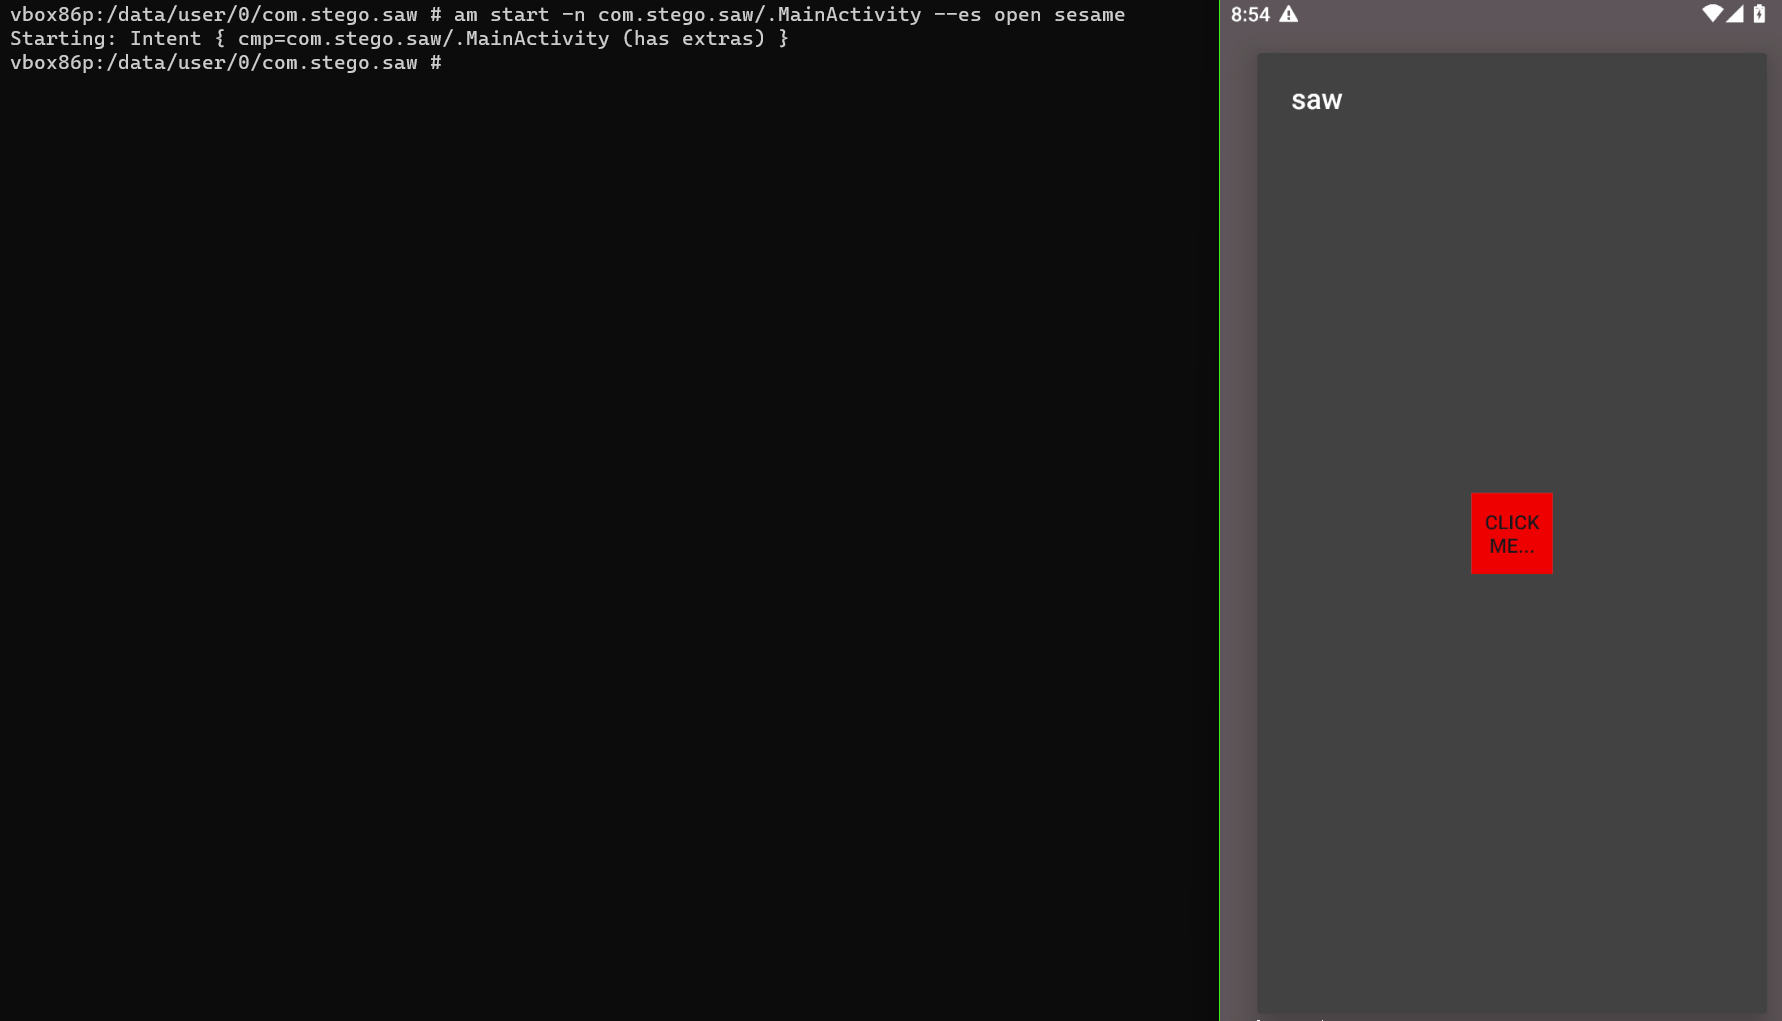 vbox86p:/data/user/0/com.stego.saw # am start -n com.stego.saw/.MainActivity --es open sesame
Starting: Intent { cmp=com.stego.saw/.MainActivity (has extras) }
vbox86p:/data/user/0/com.stego.saw #
8:54
saw
CLICK
ME...